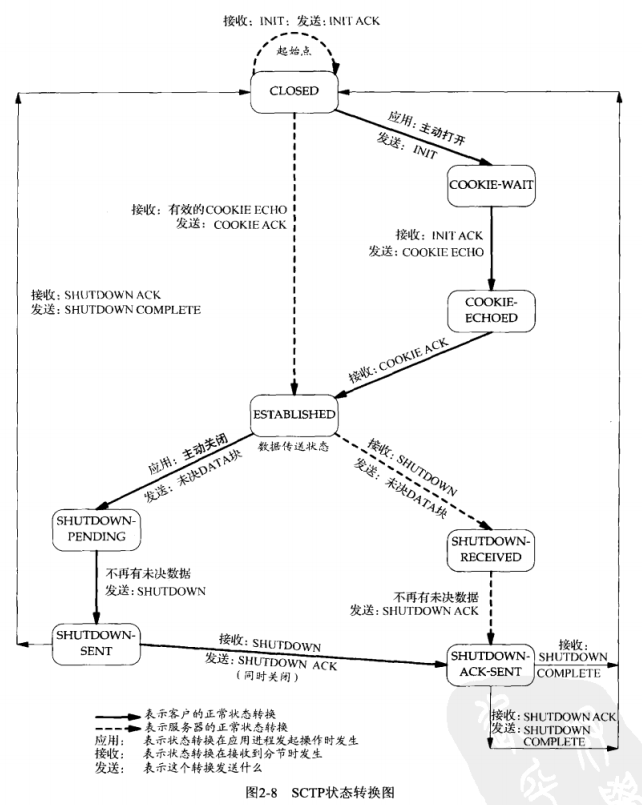 接收：INIT；发送：INIT ACK
起始点
CLOSED
应用：主动打开
发送：INIT
COOKIE-WAIT
接收：有效的COOKIE ECHO
发送：COOKIE ACK
接收：INIT ACK
发送：COOKIE ECHO
接收：SHUTDOWN ACK
发送：SHUTDOWN COMPLETE
COOKIE-
ECHOED
接收：COOKIE ACK
ESTABLISHED
数据传送状态
应用：主动关闭
发送：未决DATA块
接收：SHUTDOWN
发送：未决DATA块
SHUTDOWN-
PENDING
SHUTDOWN-
RECEIVED
不再有未决数据
发送：SHUTDOWN
不再有未决数据
发送：SHUTDOWN ACK
SHUTDOWN-
SENT
接收：SHUTDOWN
发送：SHUTDOWN ACK
（同时关闭）
SHUTDOWN-
ACK-SENT
接收：
SHUTDOWN
COMPLETE
接收：SHUTDOWN ACK
发送：SHUTDOWN
COMPLETE
表示客户的正常状态转换
表示服务器的正常状态转换
应用：表示状态转换在应用进程发起操作时发生
接收：表示状态转换在接收到分节时发生
发送：表示这个转换发送什么
图2-8 SCTP状态转换图